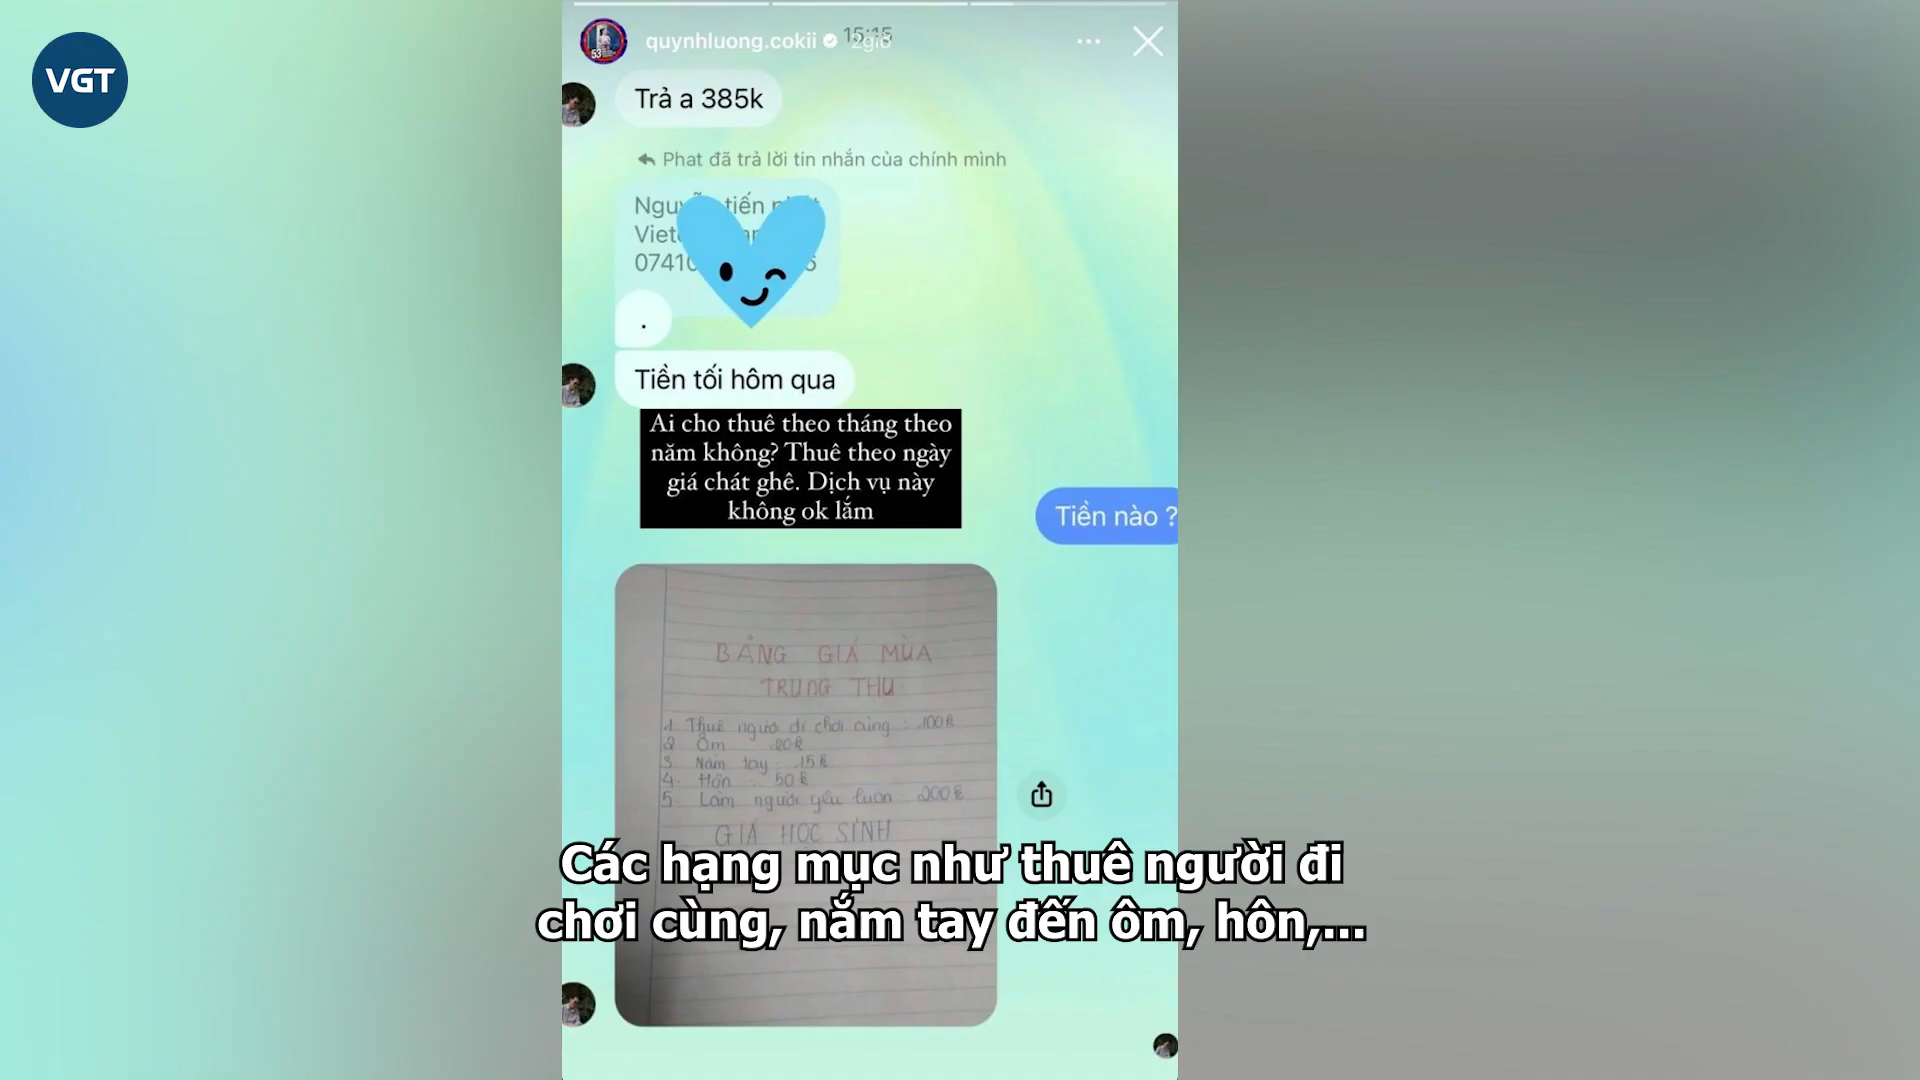 VGT
quynhluong.cokii 2giờ
15:15
Trả a 385k
Phat đã trả lời tin nhắn của chính mình
tiến
.
Tiền tối hôm qua
Ai cho thuê theo tháng theo
năm không? Thuê theo ngày
giá chát ghê. Dịch vụ này
không ok lắm
Tiền nào ?
BẢNG GIÁ MÙA
TRUNG THU
1 Thuê người đi chơi cùng : 100k
2 Ôm : 20k
3. Nắm tay : 15k
4. Hôn : 50k
5. Làm người yêu luôn : 200k
GIÁ HỌC SINH
Các hạng mục như thuê người đi
chơi cùng, nắm tay đến ôm, hôn,...